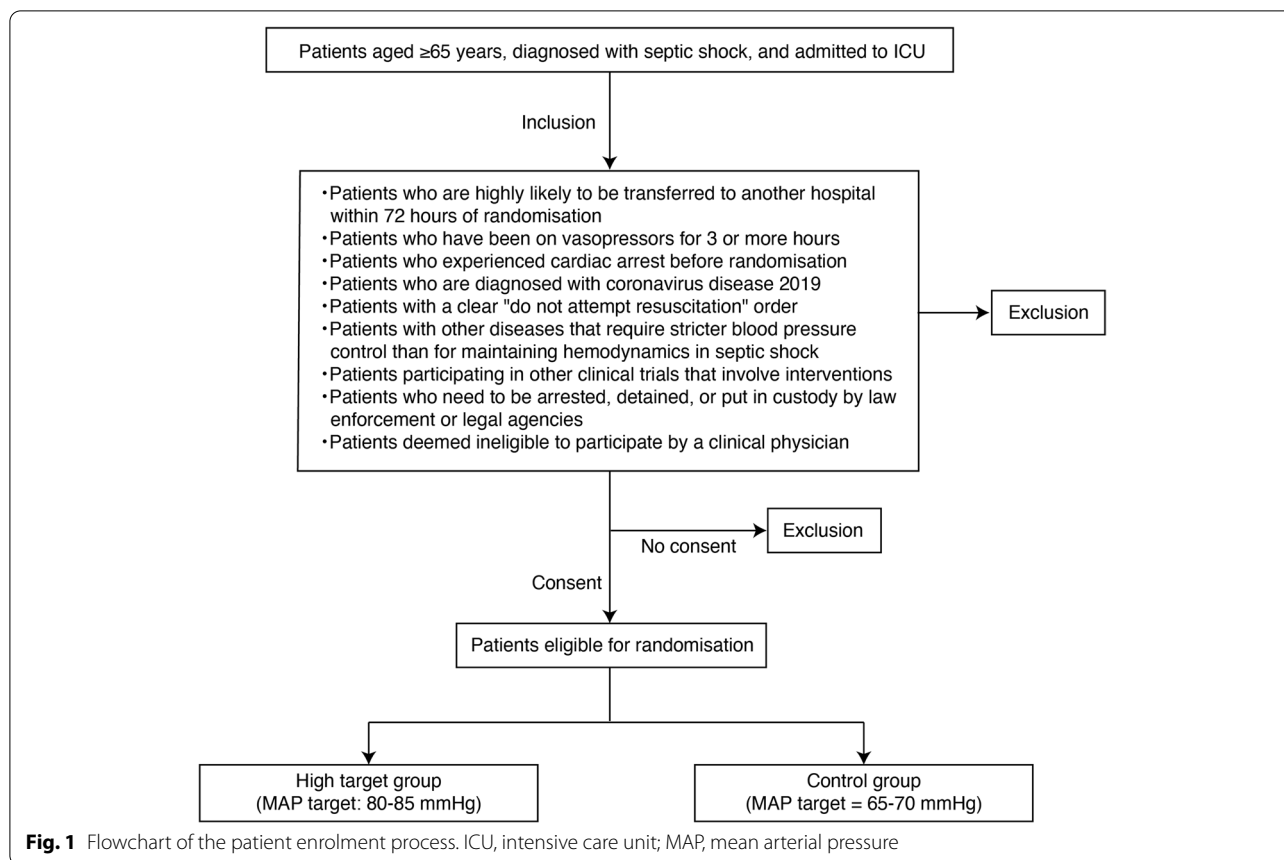 Patients aged ≥65 years, diagnosed with septic shock, and admitted to ICU
Inclusion
•Patients who are highly likely to be transferred to another hospital
within 72 hours of randomisation
•Patients who have been on vasopressors for 3 or more hours
•Patients who experienced cardiac arrest before randomisation
•Patients who are diagnosed with coronavirus disease 2019
•Patients with a clear "do not attempt resuscitation" order
•Patients with other diseases that require stricter blood pressure
control than for maintaining hemodynamics in septic shock
•Patients participating in other clinical trials that involve interventions
•Patients who need to be arrested, detained, or put in custody by law
enforcement or legal agencies
•Patients deemed ineligible to participate by a clinical physician
Exclusion
Exclusion
No consent
Consent
Patients eligible for randomisation
High target group
(MAP target: 80-85 mmHg)
Control group
(MAP target = 65-70 mmHg)
Fig. 1 Flowchart of the patient enrolment process. ICU, intensive care unit; MAP, mean arterial pressure